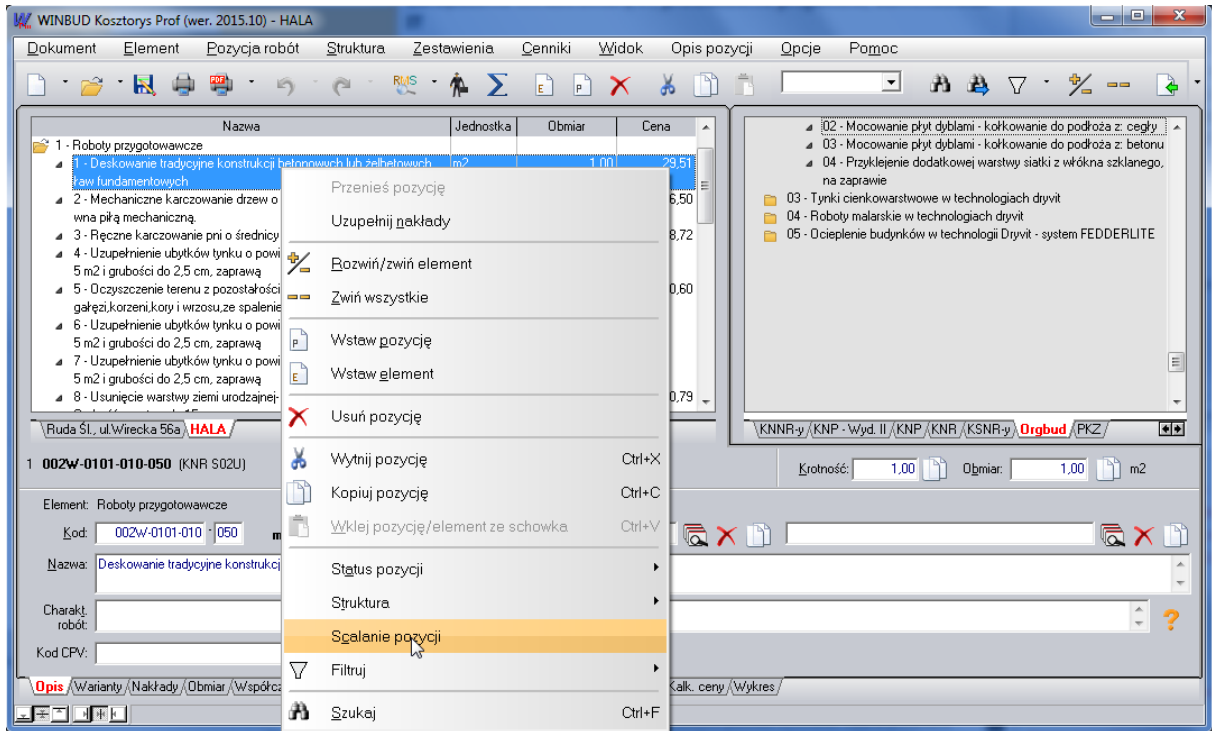 WINBUD Kosztorys Prof (wer. 2015.10) - HALA
Dokument Element Pozycja robót Struktura Zestawienia Cenniki Widok Opis pozycji Opcje Pomoc
PDF RMS E P
Nazwa Jednostka Obmiar Cena
1 - Roboty przygotowawcze
1 - Deskowanie tradycyjne konstrukcji betonowych lub żelbetowych m2 1,00 29,51
ław fundamentowych
2 - Mechaniczne karczowanie drzew o 6,50
wna piłą mechaniczną.
3 - Ręczne karczowanie pni o średnicy 8,72
4 - Uzupełnienie ubytków tynku o powi
5 m2 i grubości do 2,5 cm, zaprawą
5 - Oczyszczenie terenu z pozostałości 0,60
gałęzi,korzeni,kory i wrzosu,ze spalenie
6 - Uzupełnienie ubytków tynku o powi
5 m2 i grubości do 2,5 cm, zaprawą
7 - Uzupełnienie ubytków tynku o powi
5 m2 i grubości do 2,5 cm, zaprawą
8 - Usunięcie warstwy ziemi urodzajnej- 0,79
Ruda Śl., ul.Wirecka 56a HALA
02 - Mocowanie płyt dyblami - kołkowanie do podłoża z: cegły
03 - Mocowanie płyt dyblami - kołkowanie do podłoża z: betonu
04 - Przyklejenie dodatkowej warstwy siatki z włókna szklanego,
na zaprawie
03 - Tynki cienkowarstwowe w technologiach dryvit
04 - Roboty malarskie w technologiach dryvit
05 - Ocieplenie budynków w technologii Dryvit - system FEDDERLITE
KNNR-y KNP - Wyd. II KNP KNR KSNR-y Orgbud PKZ
Przenieś pozycję
Uzupełnij nakłady
Rozwiń/zwiń element
Zwiń wszystkie
P Wstaw pozycję
E Wstaw element
Usuń pozycję
Wytnij pozycję Ctrl+X
Kopiuj pozycję Ctrl+C
Wklej pozycję/element ze schowka Ctrl+V
Status pozycji
Struktura
Scalanie pozycji
Filtruj
Szukaj Ctrl+F
1 002W-0101-010-050 (KNR S02U)
Krotność: 1,00 Obmiar: 1,00 m2
Element: Roboty przygotowawcze
Kod: 002W-0101-010 - 050 m
Nazwa: Deskowanie tradycyjne konstrukcj
Charakt.
robót:
?
Kod CPV:
Opis Warianty Nakłady Obmiar Współcz Kalk. ceny Wykres